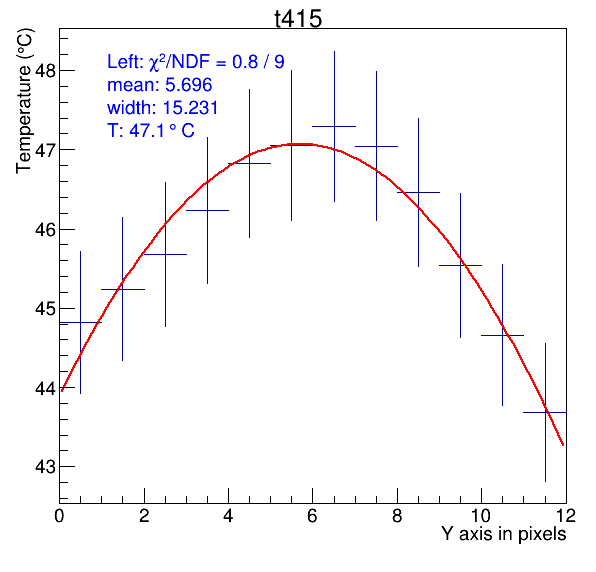 t415
Temperature (°C)
Left: χ²/NDF = 0.8 / 9
mean: 5.696
width: 15.231
T: 47.1° C
48
47
46
45
44
43
0 2 4 6 8 10 12
Y axis in pixels